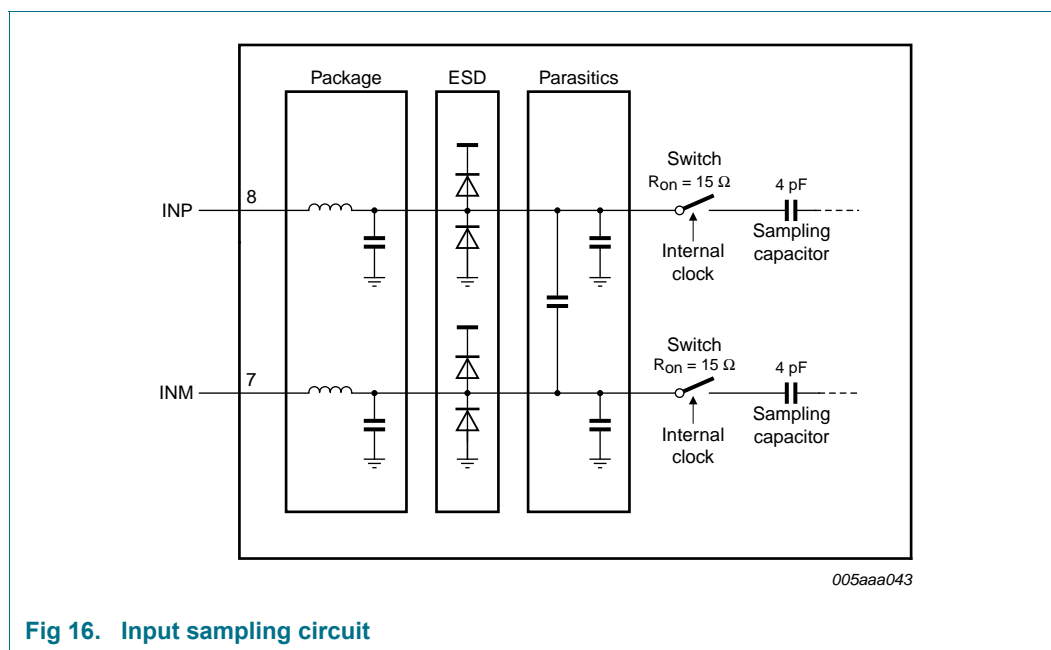 Package
ESD
Parasitics
Switch
Ron = 15 Ω
4 pF
8
INP
Internal
clock
Sampling
capacitor
Switch
Ron = 15 Ω
4 pF
7
INM
Internal
clock
Sampling
capacitor
005aaa043
Fig 16. Input sampling circuit